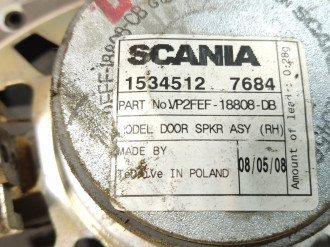 SCANIA
1534512 7684
PART No VP2FEF-18808-DB
MODEL DOOR SPKR ASY (RH)
MADE BY
IN POLAND
08/05/08
Amount of lead: 0.28g